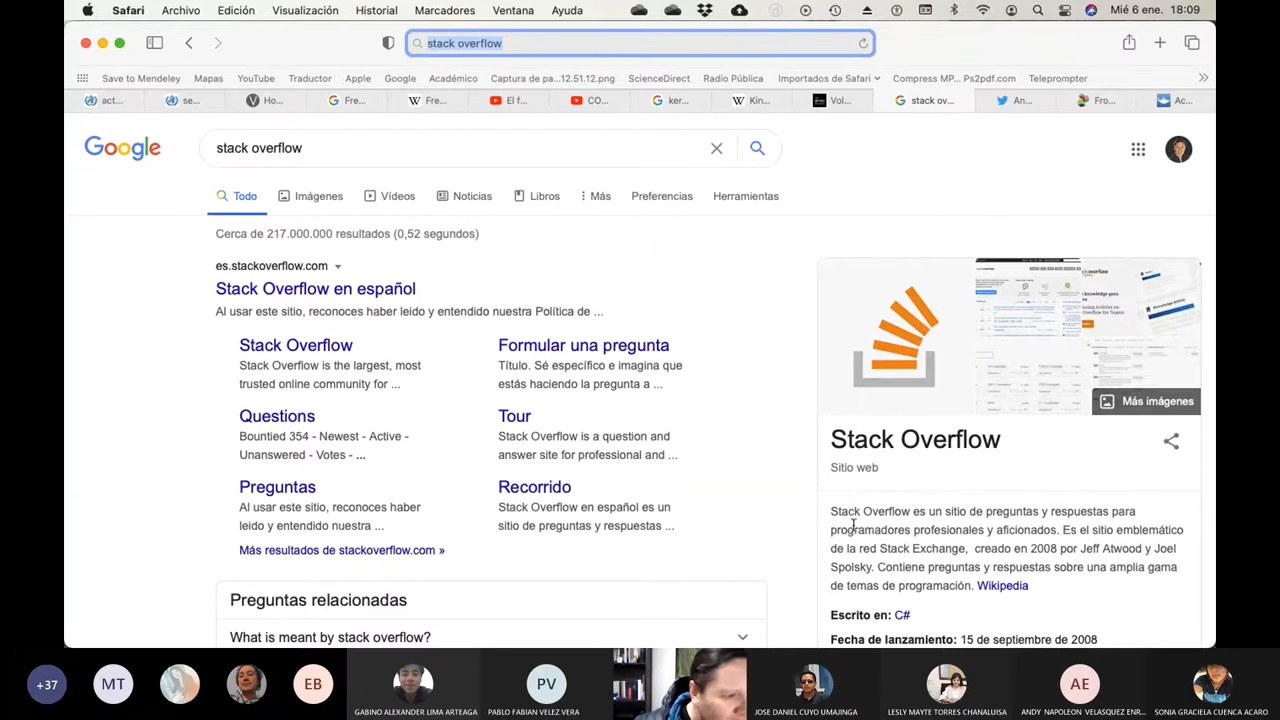 Safari Archivo Edición Visualización Historial Marcadores Ventana Ayuda Mié 6 ene. 18:09
stack overflow
Save to Mendeley Mapas YouTube Traductor Apple Google Académico Captura de pa...12.51.12.png ScienceDirect Radio Pública Importados de Safari Compress MP... Ps2pdf.com Teleprompter
act... se... Ho... Fre... Fre... El f... CO... ker... Kin... Vol... stack ov... An... Fro... Ac...
Google
stack overflow
Todo Imágenes Vídeos Noticias Libros Más Preferencias Herramientas
Cerca de 217.000.000 resultados (0,52 segundos)
es.stackoverflow.com
Stack Overflow en español
Al usar este sitio, reconoces haber leido y entendido nuestra Política de ...
Stack Overflow
Stack Overflow is the largest, most
trusted online community for ...
Formular una pregunta
Título. Sé específico e imagina que
estás haciendo la pregunta a ...
Questions
Bountied 354 - Newest - Active -
Unanswered - Votes - ...
Tour
Stack Overflow is a question and
answer site for professional and ...
Preguntas
Al usar este sitio, reconoces haber
leido y entendido nuestra ...
Recorrido
Stack Overflow en español es un
sitio de preguntas y respuestas ...
Más resultados de stackoverflow.com »
Preguntas relacionadas
What is meant by stack overflow?
Más imágenes
Stack Overflow
Sitio web
Stack Overflow es un sitio de preguntas y respuestas para
programadores profesionales y aficionados. Es el sitio emblemático
de la red Stack Exchange, creado en 2008 por Jeff Atwood y Joel
Spolsky. Contiene preguntas y respuestas sobre una amplia gama
de temas de programación. Wikipedia
Escrito en: C#
Fecha de lanzamiento: 15 de septiembre de 2008
+37 MT EB PV AE
GABINO ALEXANDER LIMA ARTEAGA PABLO FABIAN VELEZ VERA JOSE DANIEL CUYO UMAJINGA LESLY MAYTE TORRES CHANALUISA ANDY NAPOLEON VELASQUEZ ENR... SONIA GRACIELA CUENCA ACARO